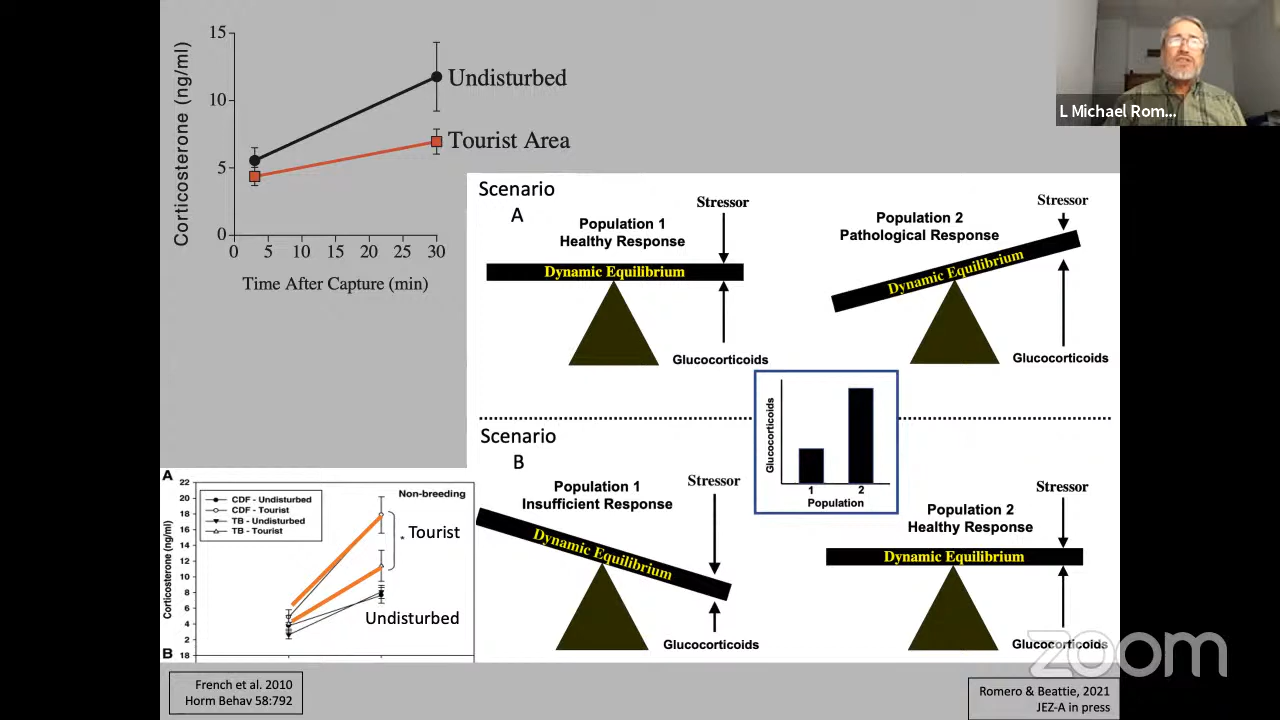 15
10
5
0
Corticosterone (ng/ml)
0 5 10 15 20 25 30
Time After Capture (min)
Undisturbed
Tourist Area
L Michael Rom...
Scenario
A
Population 1
Healthy Response
Stressor
Dynamic Equilibrium
Glucocorticoids
Population 2
Pathological Response
Stressor
Dynamic Equilibrium
Glucocorticoids
Glucocorticoids
1 2
Population
Scenario
B
Population 1
Insufficient Response
Stressor
Dynamic Equilibrium
Glucocorticoids
Population 2
Healthy Response
Stressor
Dynamic Equilibrium
Glucocorticoids
A
22
20
18
16
14
12
10
8
6
4
2
Corticosterone (ng/ml)
CDF - Undisturbed
CDF - Tourist
TB - Undisturbed
TB - Tourist
Non-breeding
* Tourist
Undisturbed
B 18
French et al. 2010
Horm Behav 58:792
Romero & Beattie, 2021
JEZ-A in press
zoom